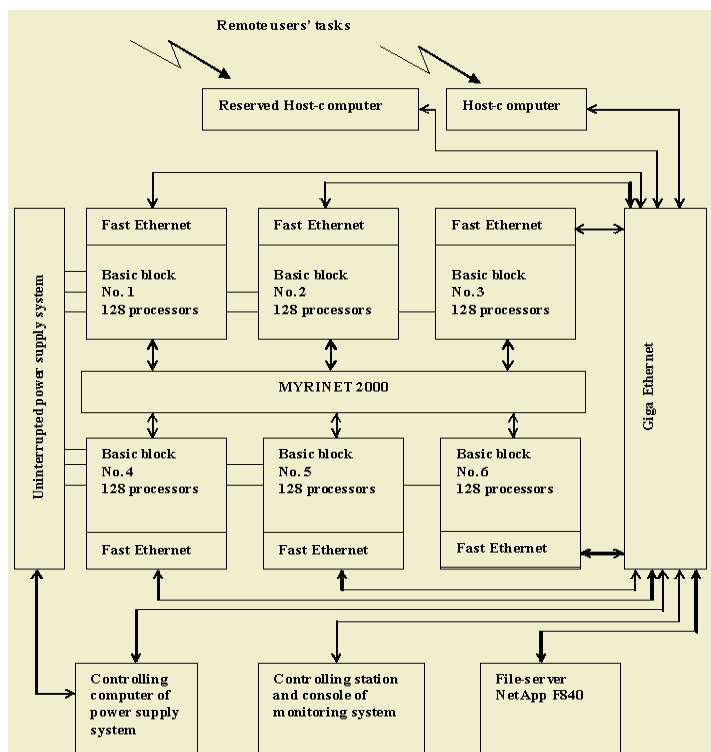 Remote users' tasks
Reserved Host-computer
Host-computer
Fast Ethernet
Fast Ethernet
Fast Ethernet
Basic block
No. 1
128 processors
Basic block
No.2
128 processors
Basic block
No.3
128 processors
Uninterrupted power supply system
Giga Ethernet
MYRINET 2000
Basic block
No.4
128 processors
Basic block
No.5
128 processors
Basic block
No.6
128 processors
Fast Ethernet
Fast Ethernet
Fast Ethernet
Controlling
computer of
power supply
system
Controlling station
and console of
monitoring system
File-server
NetApp F840